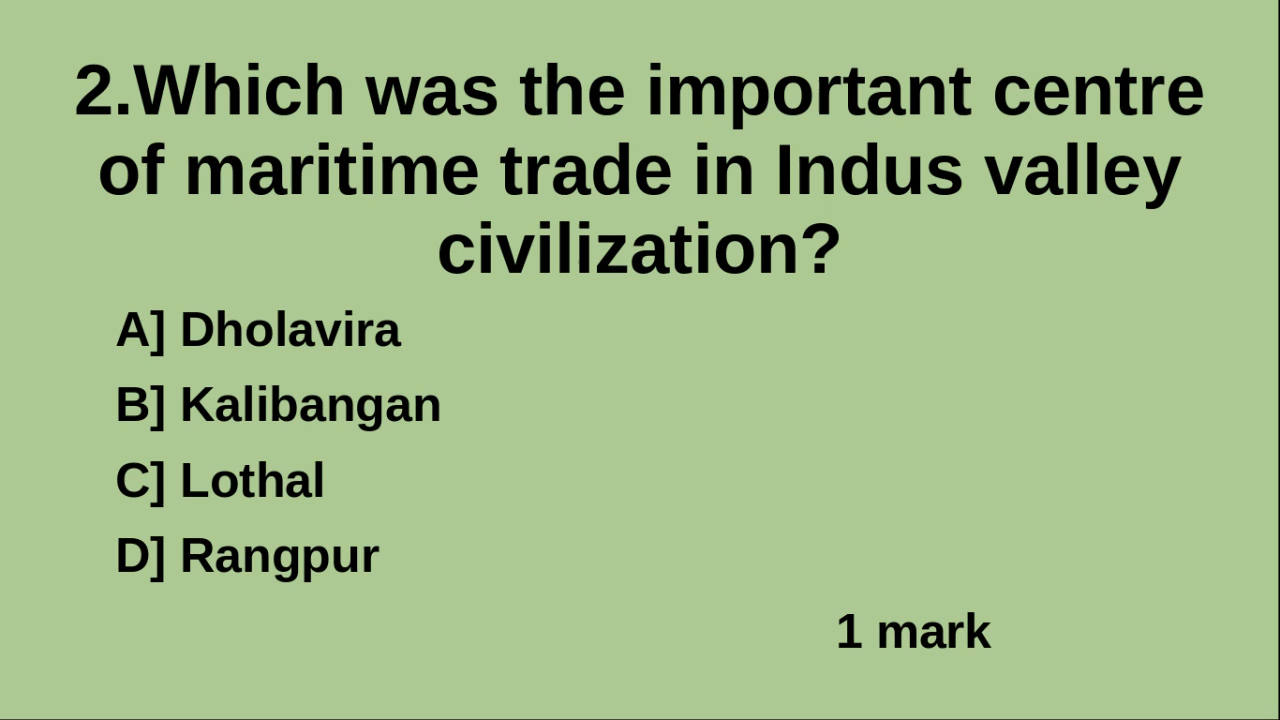 2.Which was the important centre
of maritime trade in Indus valley
civilization?
A] Dholavira
B] Kalibangan
C] Lothal
D] Rangpur
1 mark